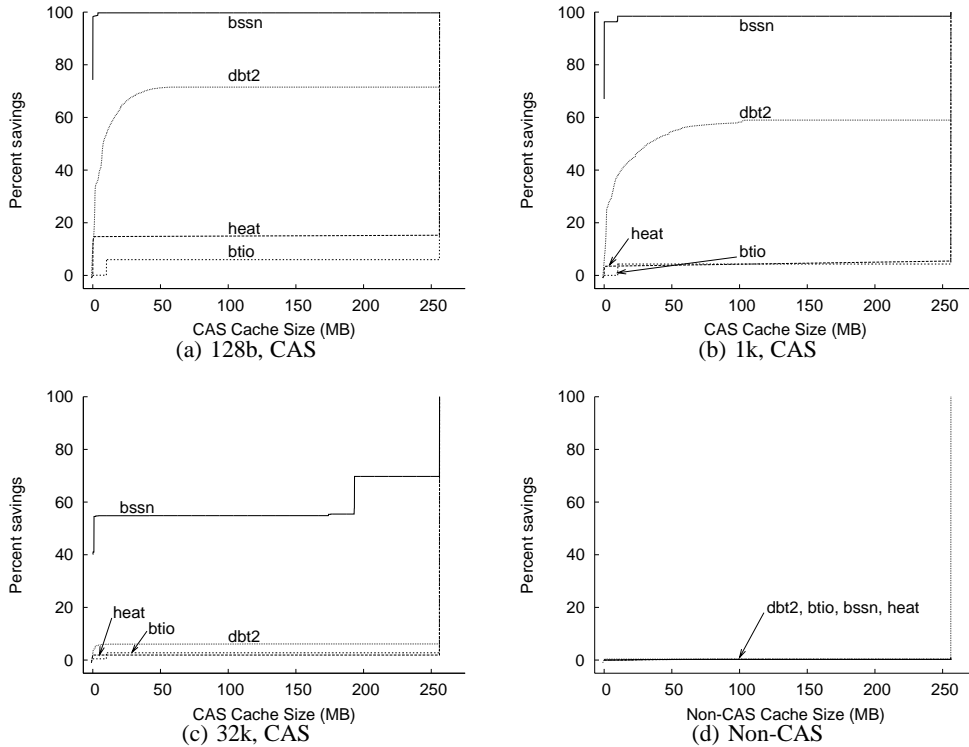 100
80
60
40
20
0
Percent savings
bssn
dbt2
heat
btio
0 50 100 150 200 250
CAS Cache Size (MB)
(a) 128b, CAS
100
80
60
40
20
0
Percent savings
bssn
dbt2
heat
btio
0 50 100 150 200 250
CAS Cache Size (MB)
(b) 1k, CAS
100
80
60
40
20
0
Percent savings
bssn
heat
btio
dbt2
0 50 100 150 200 250
CAS Cache Size (MB)
(c) 32k, CAS
100
80
60
40
20
0
Percent savings
dbt2, btio, bssn, heat
0 50 100 150 200 250
Non-CAS Cache Size (MB)
(d) Non-CAS